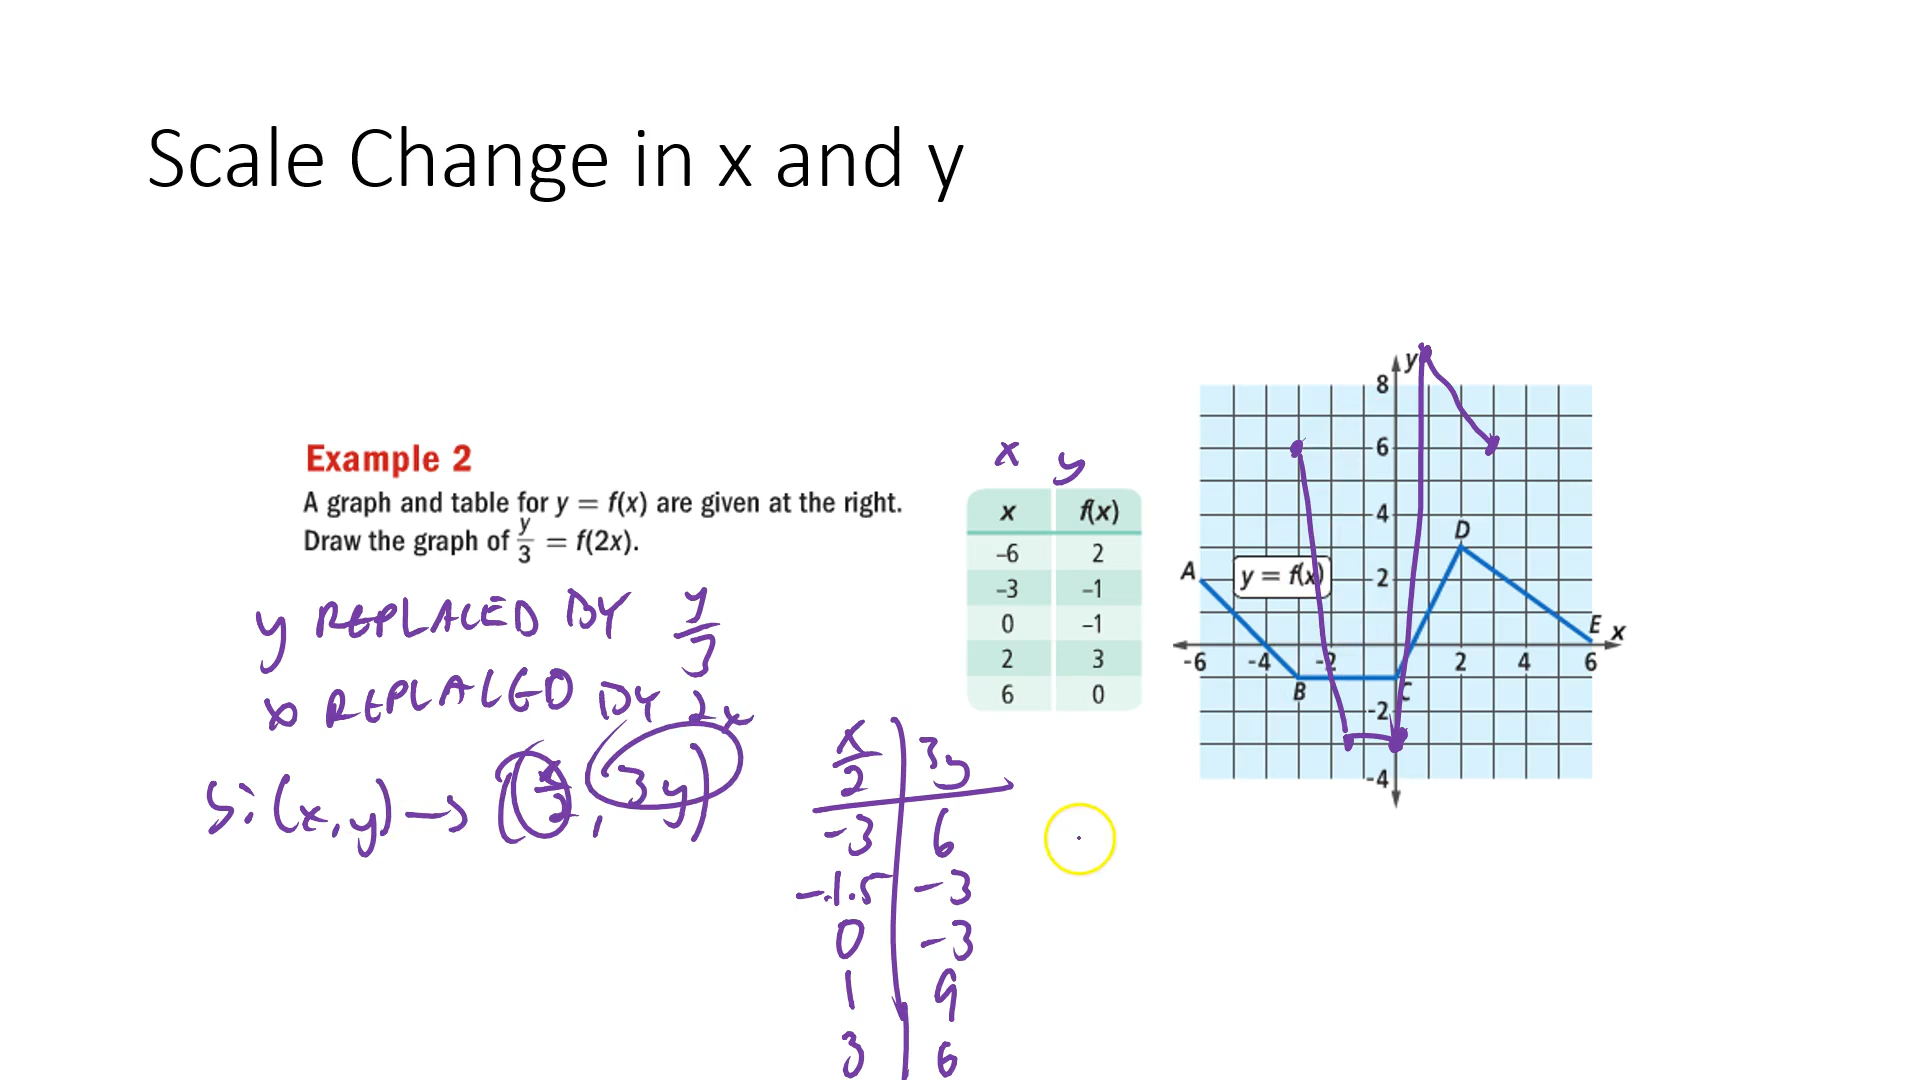 Scale Change in x and y
Example 2
A graph and table for y = f(x) are given at the right.
Draw the graph of y/3 = f(2x).
y REPLACED BY y/3
x REPLACED BY 2x
S:(x,y)→(x/2, 3y)
x y
x f(x)
-6 2
-3 -1
0 -1
2 3
6 0
x/2 3y
-3 6
-1.5 -3
0 -3
1 9
3 6
y
8
6
4
D
A
y = f(x)
2
E
x
-6 -4 -2 2 4 6
B
C
-2
-4